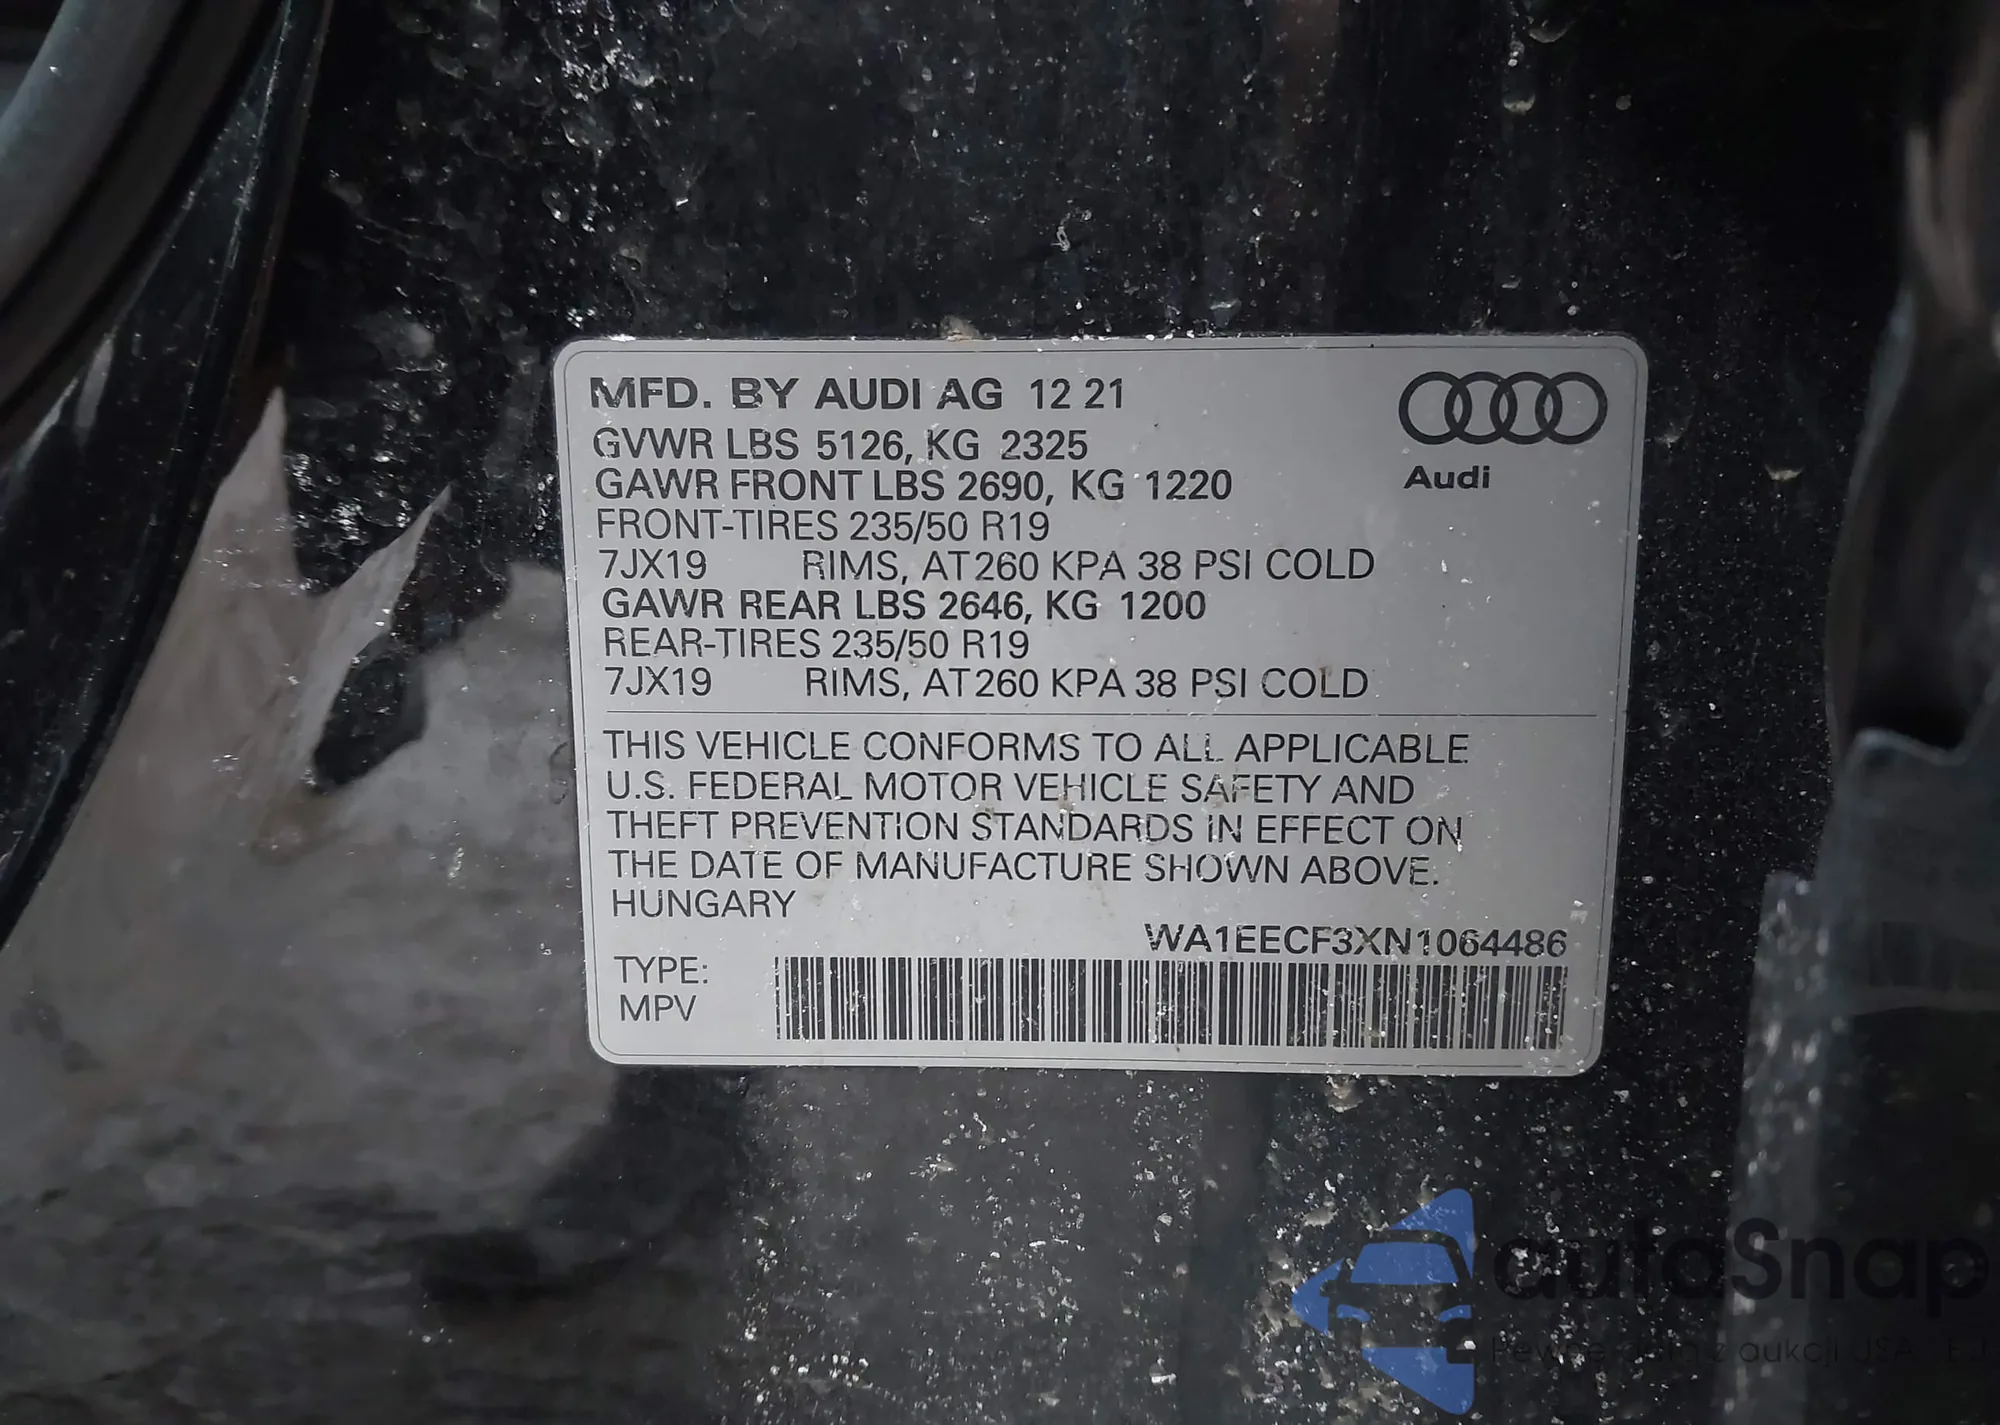 MFD. BY AUDI AG 12 21
GVWR LBS 5126, KG 2325
GAWR FRONT LBS 2690, KG 1220
FRONT-TIRES 235/50 R19
7JX19 RIMS, AT 260 KPA 38 PSI COLD
GAWR REAR LBS 2646, KG 1200
REAR-TIRES 235/50 R19
7JX19 RIMS, AT 260 KPA 38 PSI COLD
Audi
THIS VEHICLE CONFORMS TO ALL APPLICABLE
U.S. FEDERAL MOTOR VEHICLE SAFETY AND
THEFT PREVENTION STANDARDS IN EFFECT ON
THE DATE OF MANUFACTURE SHOWN ABOVE.
HUNGARY
WA1EECF3XN1064486
TYPE:
MPV
autaSnap
z aukcji USA